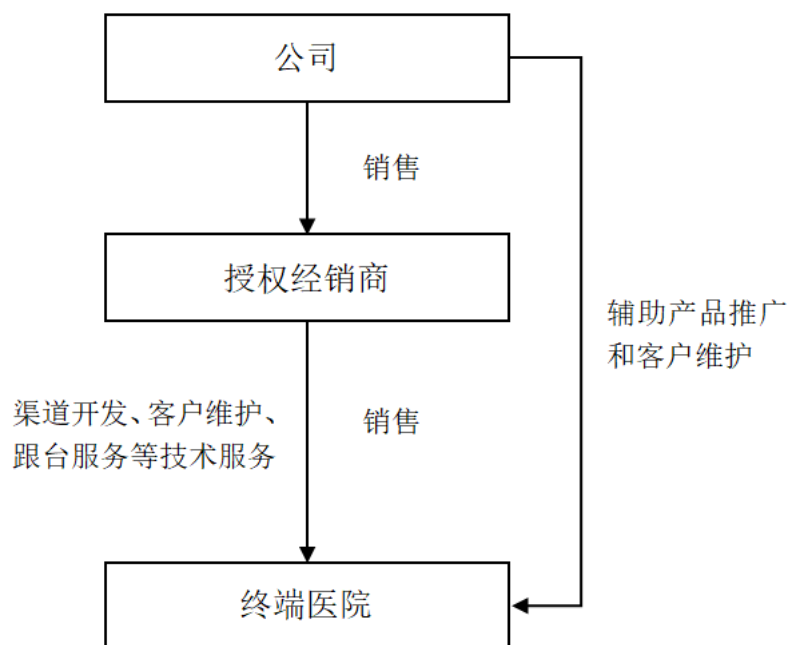 公司
销售
授权经销商
辅助产品推广
和客户维护
渠道开发、客户维护、
跟台服务等技术服务
销售
终端医院